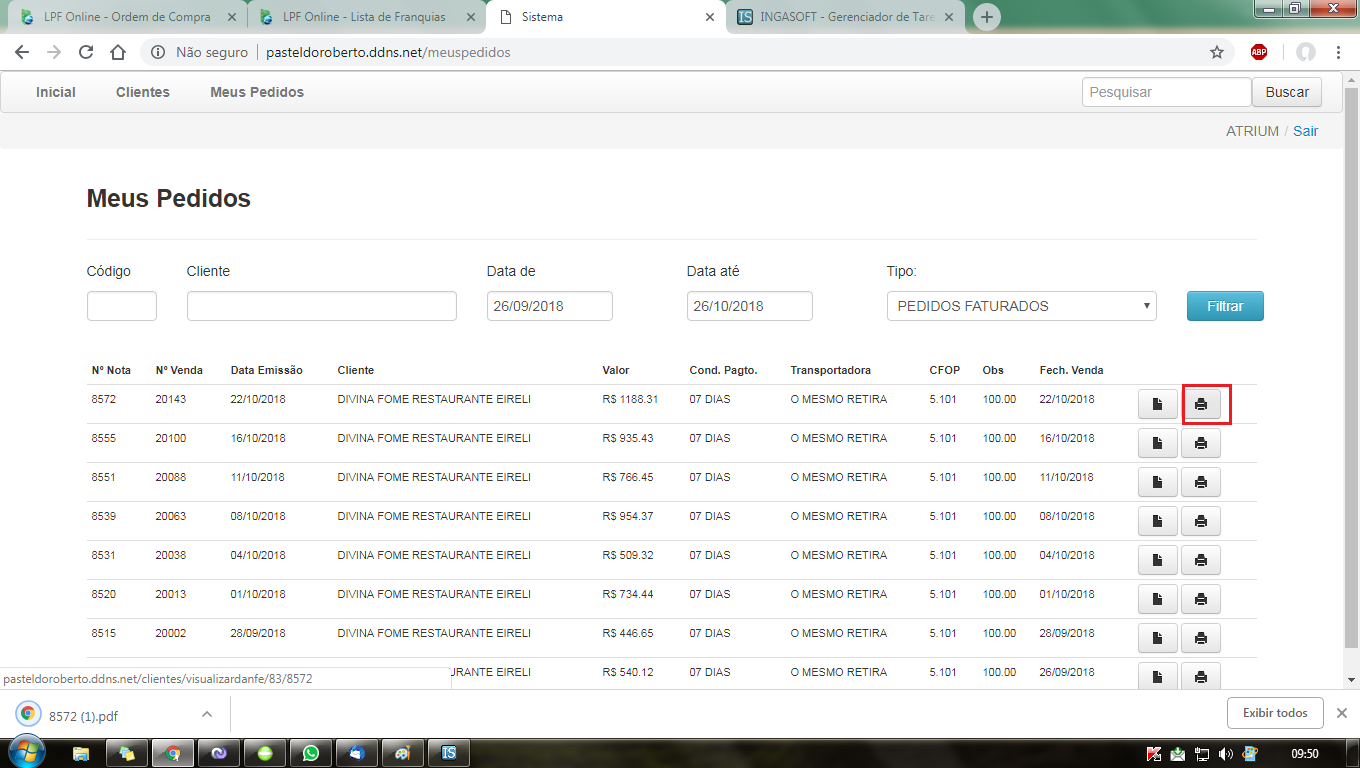 LPF Online - Ordem de Compra
LPF Online - Lista de Franquias
Sistema
INGASOFT - Gerenciador de Tare
Não seguro
pasteldoroberto.ddns.net/meuspedidos
ABP
Inicial
Clientes
Meus Pedidos
Pesquisar
Buscar
ATRIUM / Sair
Meus Pedidos
Código
Cliente
Data de
Data até
Tipo:
26/09/2018
26/10/2018
PEDIDOS FATURADOS
Filtrar
Nº Nota Nº Venda Data Emissão Cliente Valor Cond. Pagto. Transportadora CFOP Obs Fech. Venda
8572 20143 22/10/2018 DIVINA FOME RESTAURANTE EIRELI R$ 1188.31 07 DIAS O MESMO RETIRA 5.101 100.00 22/10/2018
8555 20100 16/10/2018 DIVINA FOME RESTAURANTE EIRELI R$ 935.43 07 DIAS O MESMO RETIRA 5.101 100.00 16/10/2018
8551 20088 11/10/2018 DIVINA FOME RESTAURANTE EIRELI R$ 766.45 07 DIAS O MESMO RETIRA 5.101 100.00 11/10/2018
8539 20063 08/10/2018 DIVINA FOME RESTAURANTE EIRELI R$ 954.37 07 DIAS O MESMO RETIRA 5.101 100.00 08/10/2018
8531 20038 04/10/2018 DIVINA FOME RESTAURANTE EIRELI R$ 509.32 07 DIAS O MESMO RETIRA 5.101 100.00 04/10/2018
8520 20013 01/10/2018 DIVINA FOME RESTAURANTE EIRELI R$ 734.44 07 DIAS O MESMO RETIRA 5.101 100.00 01/10/2018
8515 20002 28/09/2018 DIVINA FOME RESTAURANTE EIRELI R$ 446.65 07 DIAS O MESMO RETIRA 5.101 100.00 28/09/2018
URANTE EIRELI R$ 540.12 07 DIAS O MESMO RETIRA 5.101 100.00 26/09/2018
pasteldoroberto.ddns.net/clientes/visualizardanfe/83/8572
8572 (1).pdf
Exibir todos
IS
09:50